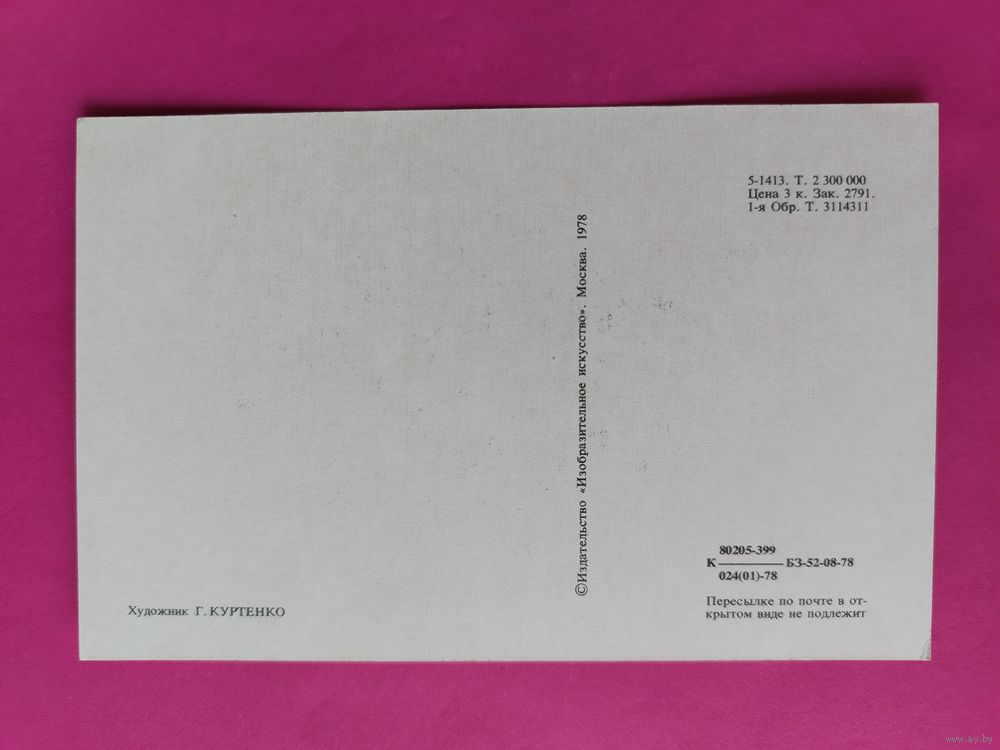 5-1413. Т. 2 300 000
Цена 3 к. Зак. 2791.
1-я Обр. Т. 3114311
©Издательство «Изобразительное искусство». Москва. 1978
80205-399
К ——— БЗ-52-08-78
024(01)-78
Пересылке по почте в от-
крытом виде не подлежит
Художник Г. КУРТЕНКО
www.ay.by